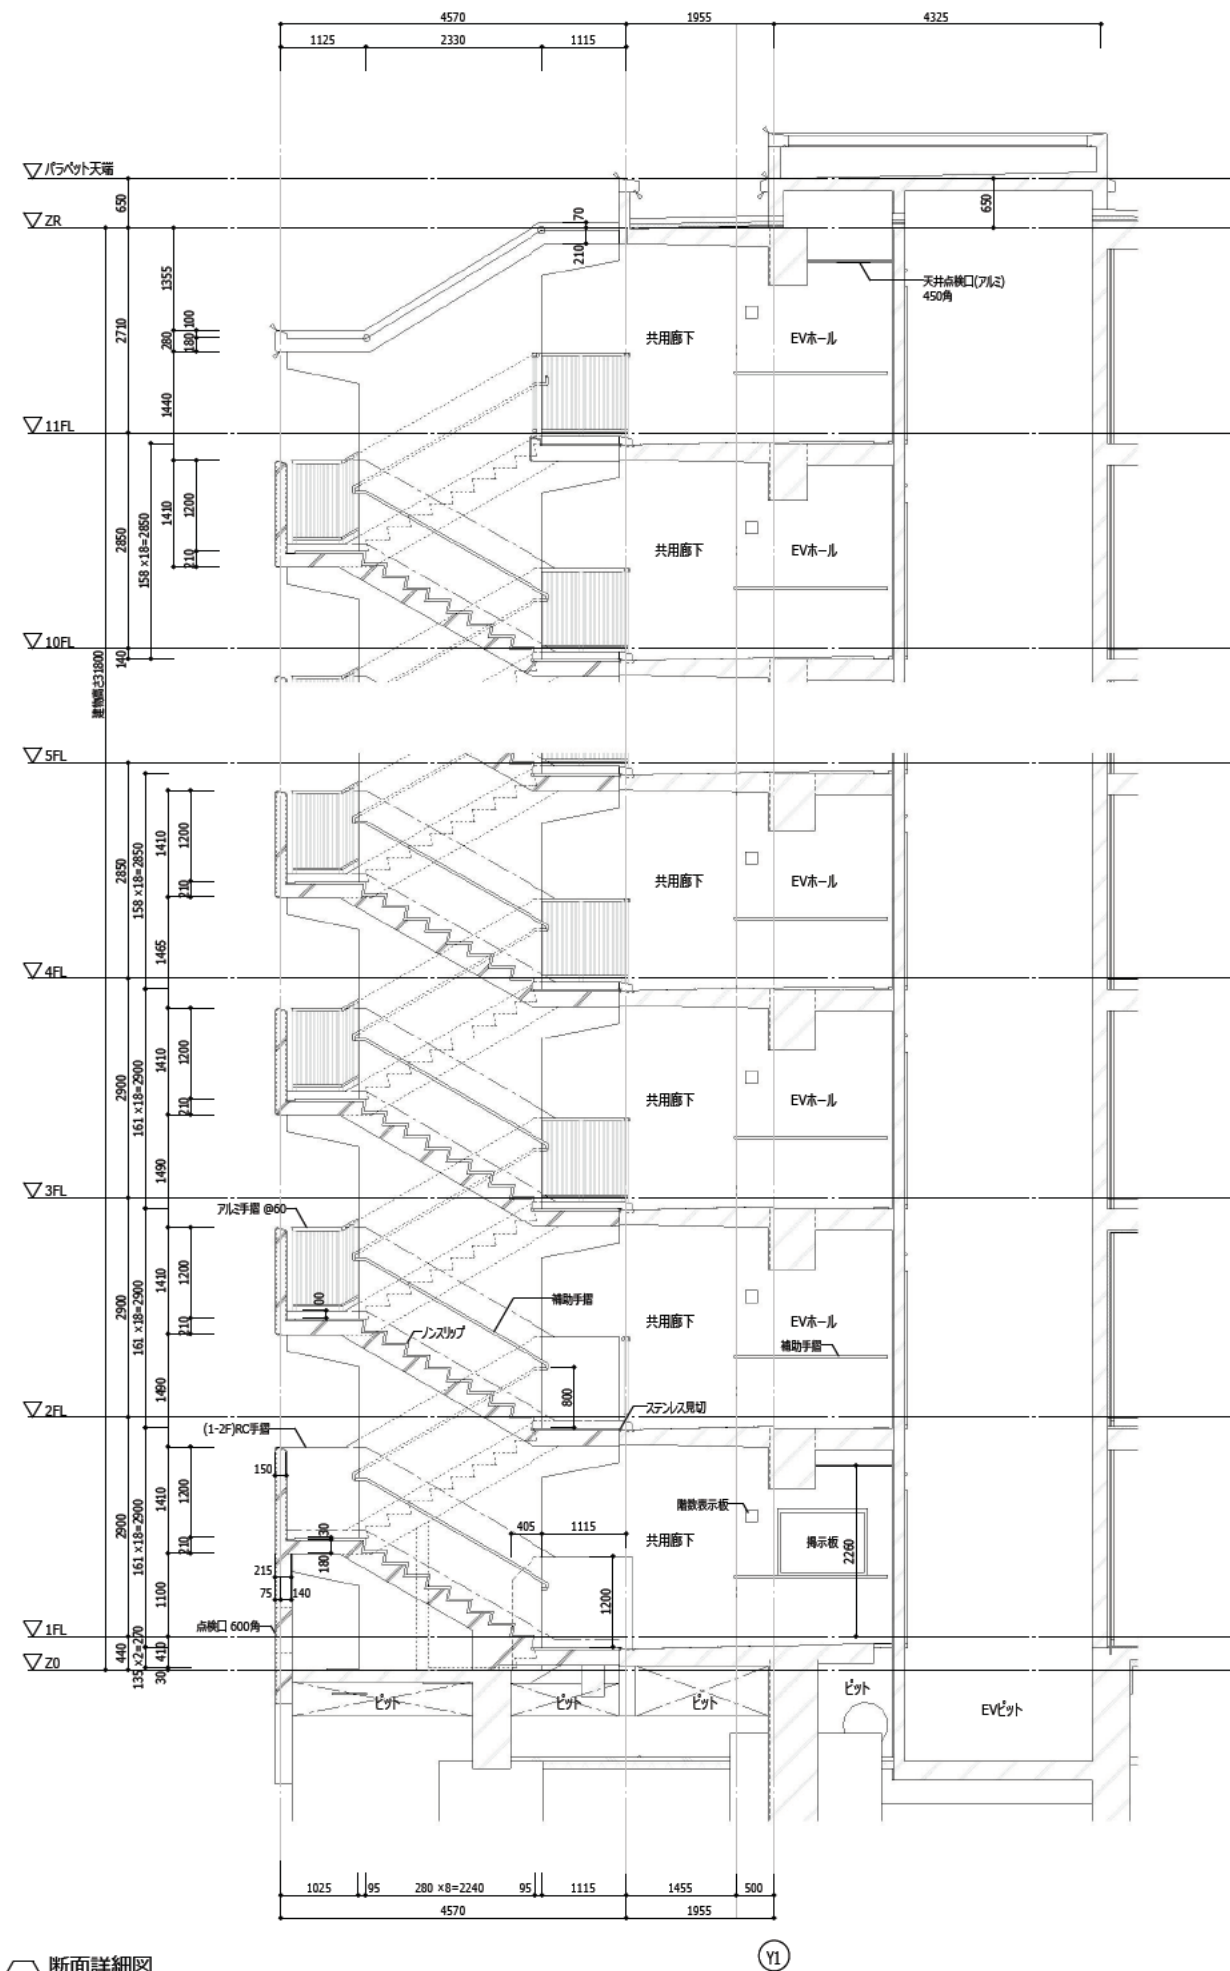 4570 1955 4325
1125 2330 1115
パラペット天端
650
650
ZR
70
210
1355
天井点検口(アルミ)
450角
2710
100
280
180
共用廊下 EVホール
1440
11FL
1410
1200
2850
158 ×18=2850
210
共用廊下 EVホール
10FL
140
建物高さ31800
5FL
1410
1200
2850
158 ×18=2850
210
共用廊下 EVホール
1465
4FL
1410
1200
2900
161 ×18=2900
210
共用廊下 EVホール
1490
3FL
アルミ手摺 @60
1410
1200
2900
161 ×18=2900
210
補助手摺
ノンスリップ
共用廊下 EVホール
補助手摺
1490
800
2FL
ステンレス見切
(1-2F)RC手摺
150
1410
1200
2900
161 ×18=2900
210
30
180
405 1115
階数表示板
共用廊下
掲示板
2260
215
75 140
1100
1200
点検口 600角
1FL
440
135 ×2=270
410
Z0
30
ピット ピット ピット ピット
EVピット
1025 95 280 ×8=2240 95 1115 1455 500
4570 1955
Y1
断面詳細図